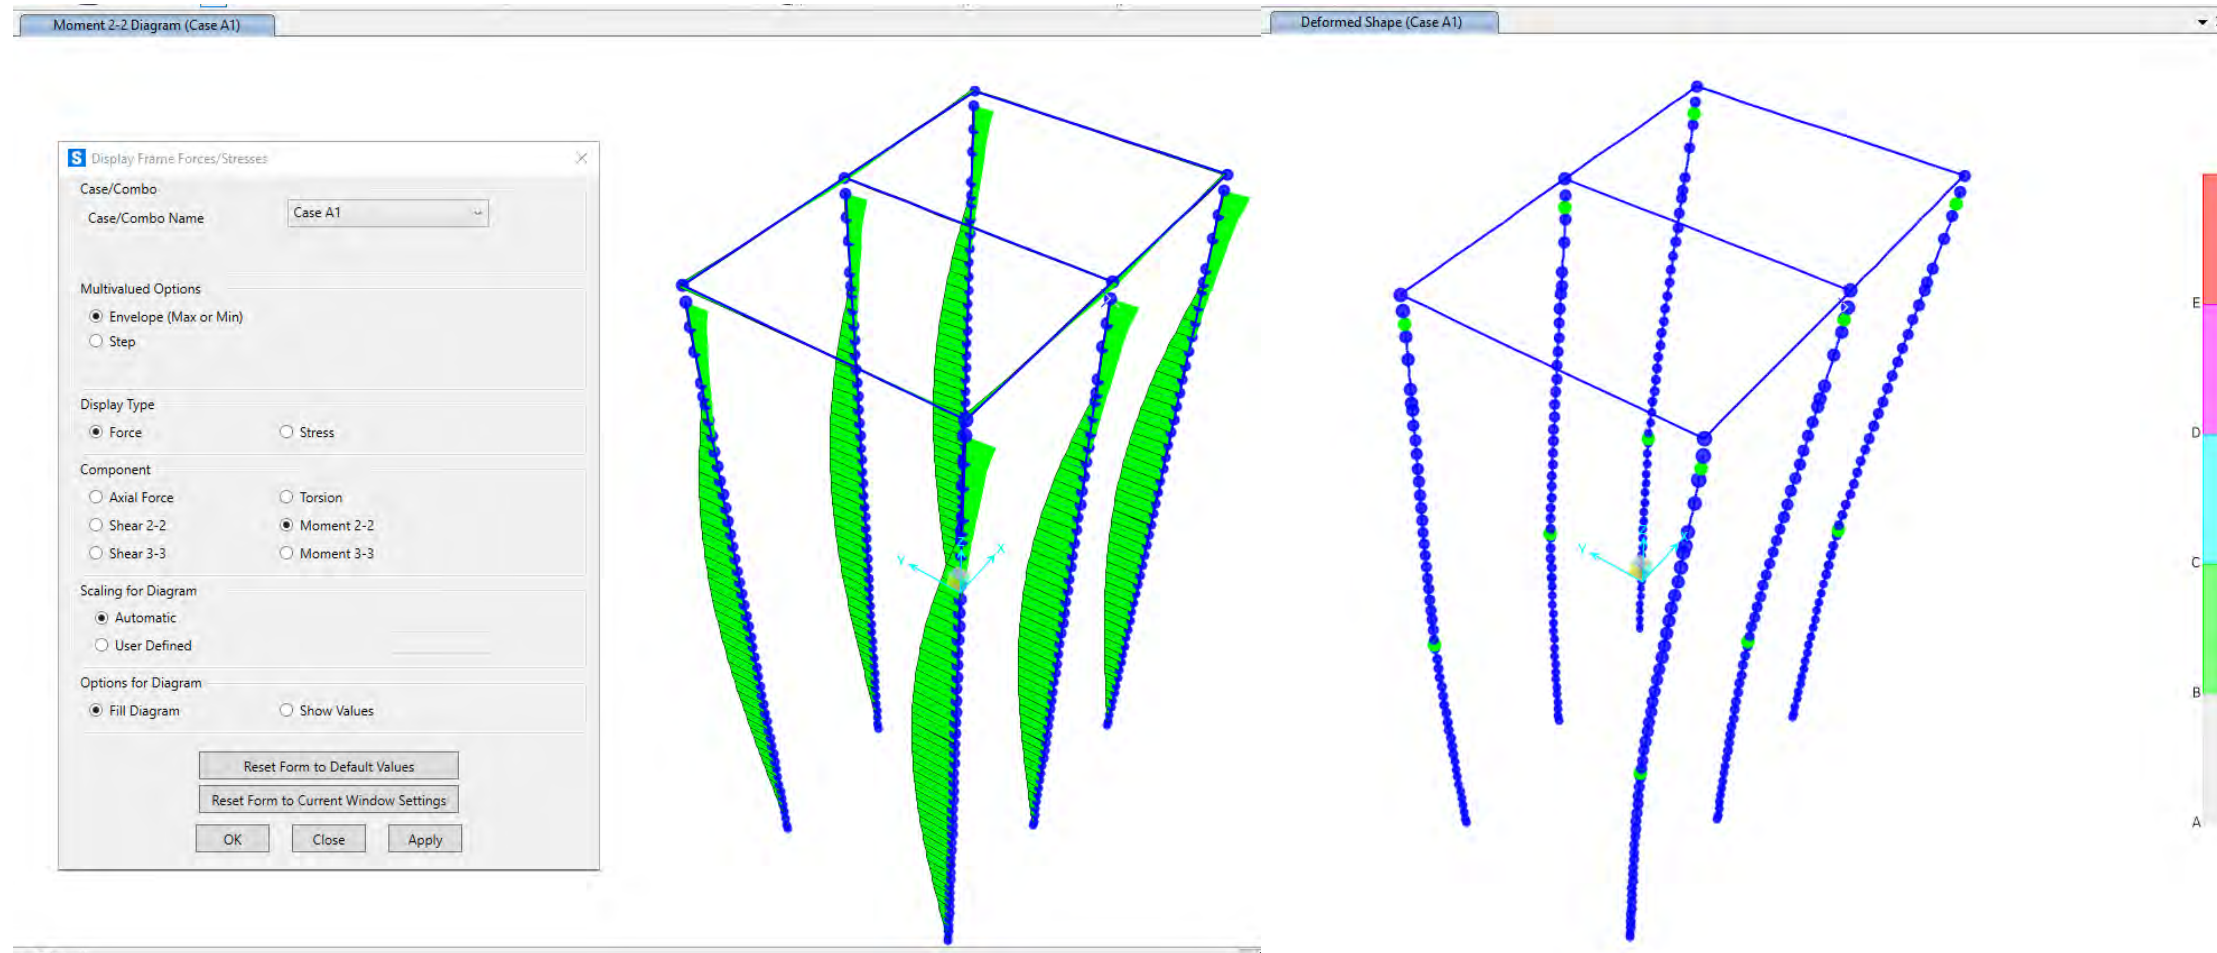 Moment 2-2 Diagram (Case A1)
Deformed Shape (Case A1)
S Display Frame Forces/Stresses
Case/Combo
Case/Combo Name Case A1
Multivalued Options
Envelope (Max or Min)
Step
Display Type
Force Stress
Component
Axial Force Torsion
Shear 2-2 Moment 2-2
Shear 3-3 Moment 3-3
Scaling for Diagram
Automatic
User Defined
Options for Diagram
Fill Diagram Show Values
Reset Form to Default Values
Reset Form to Current Window Settings
OK Close Apply
Y Z X
Y
E
D
C
B
A